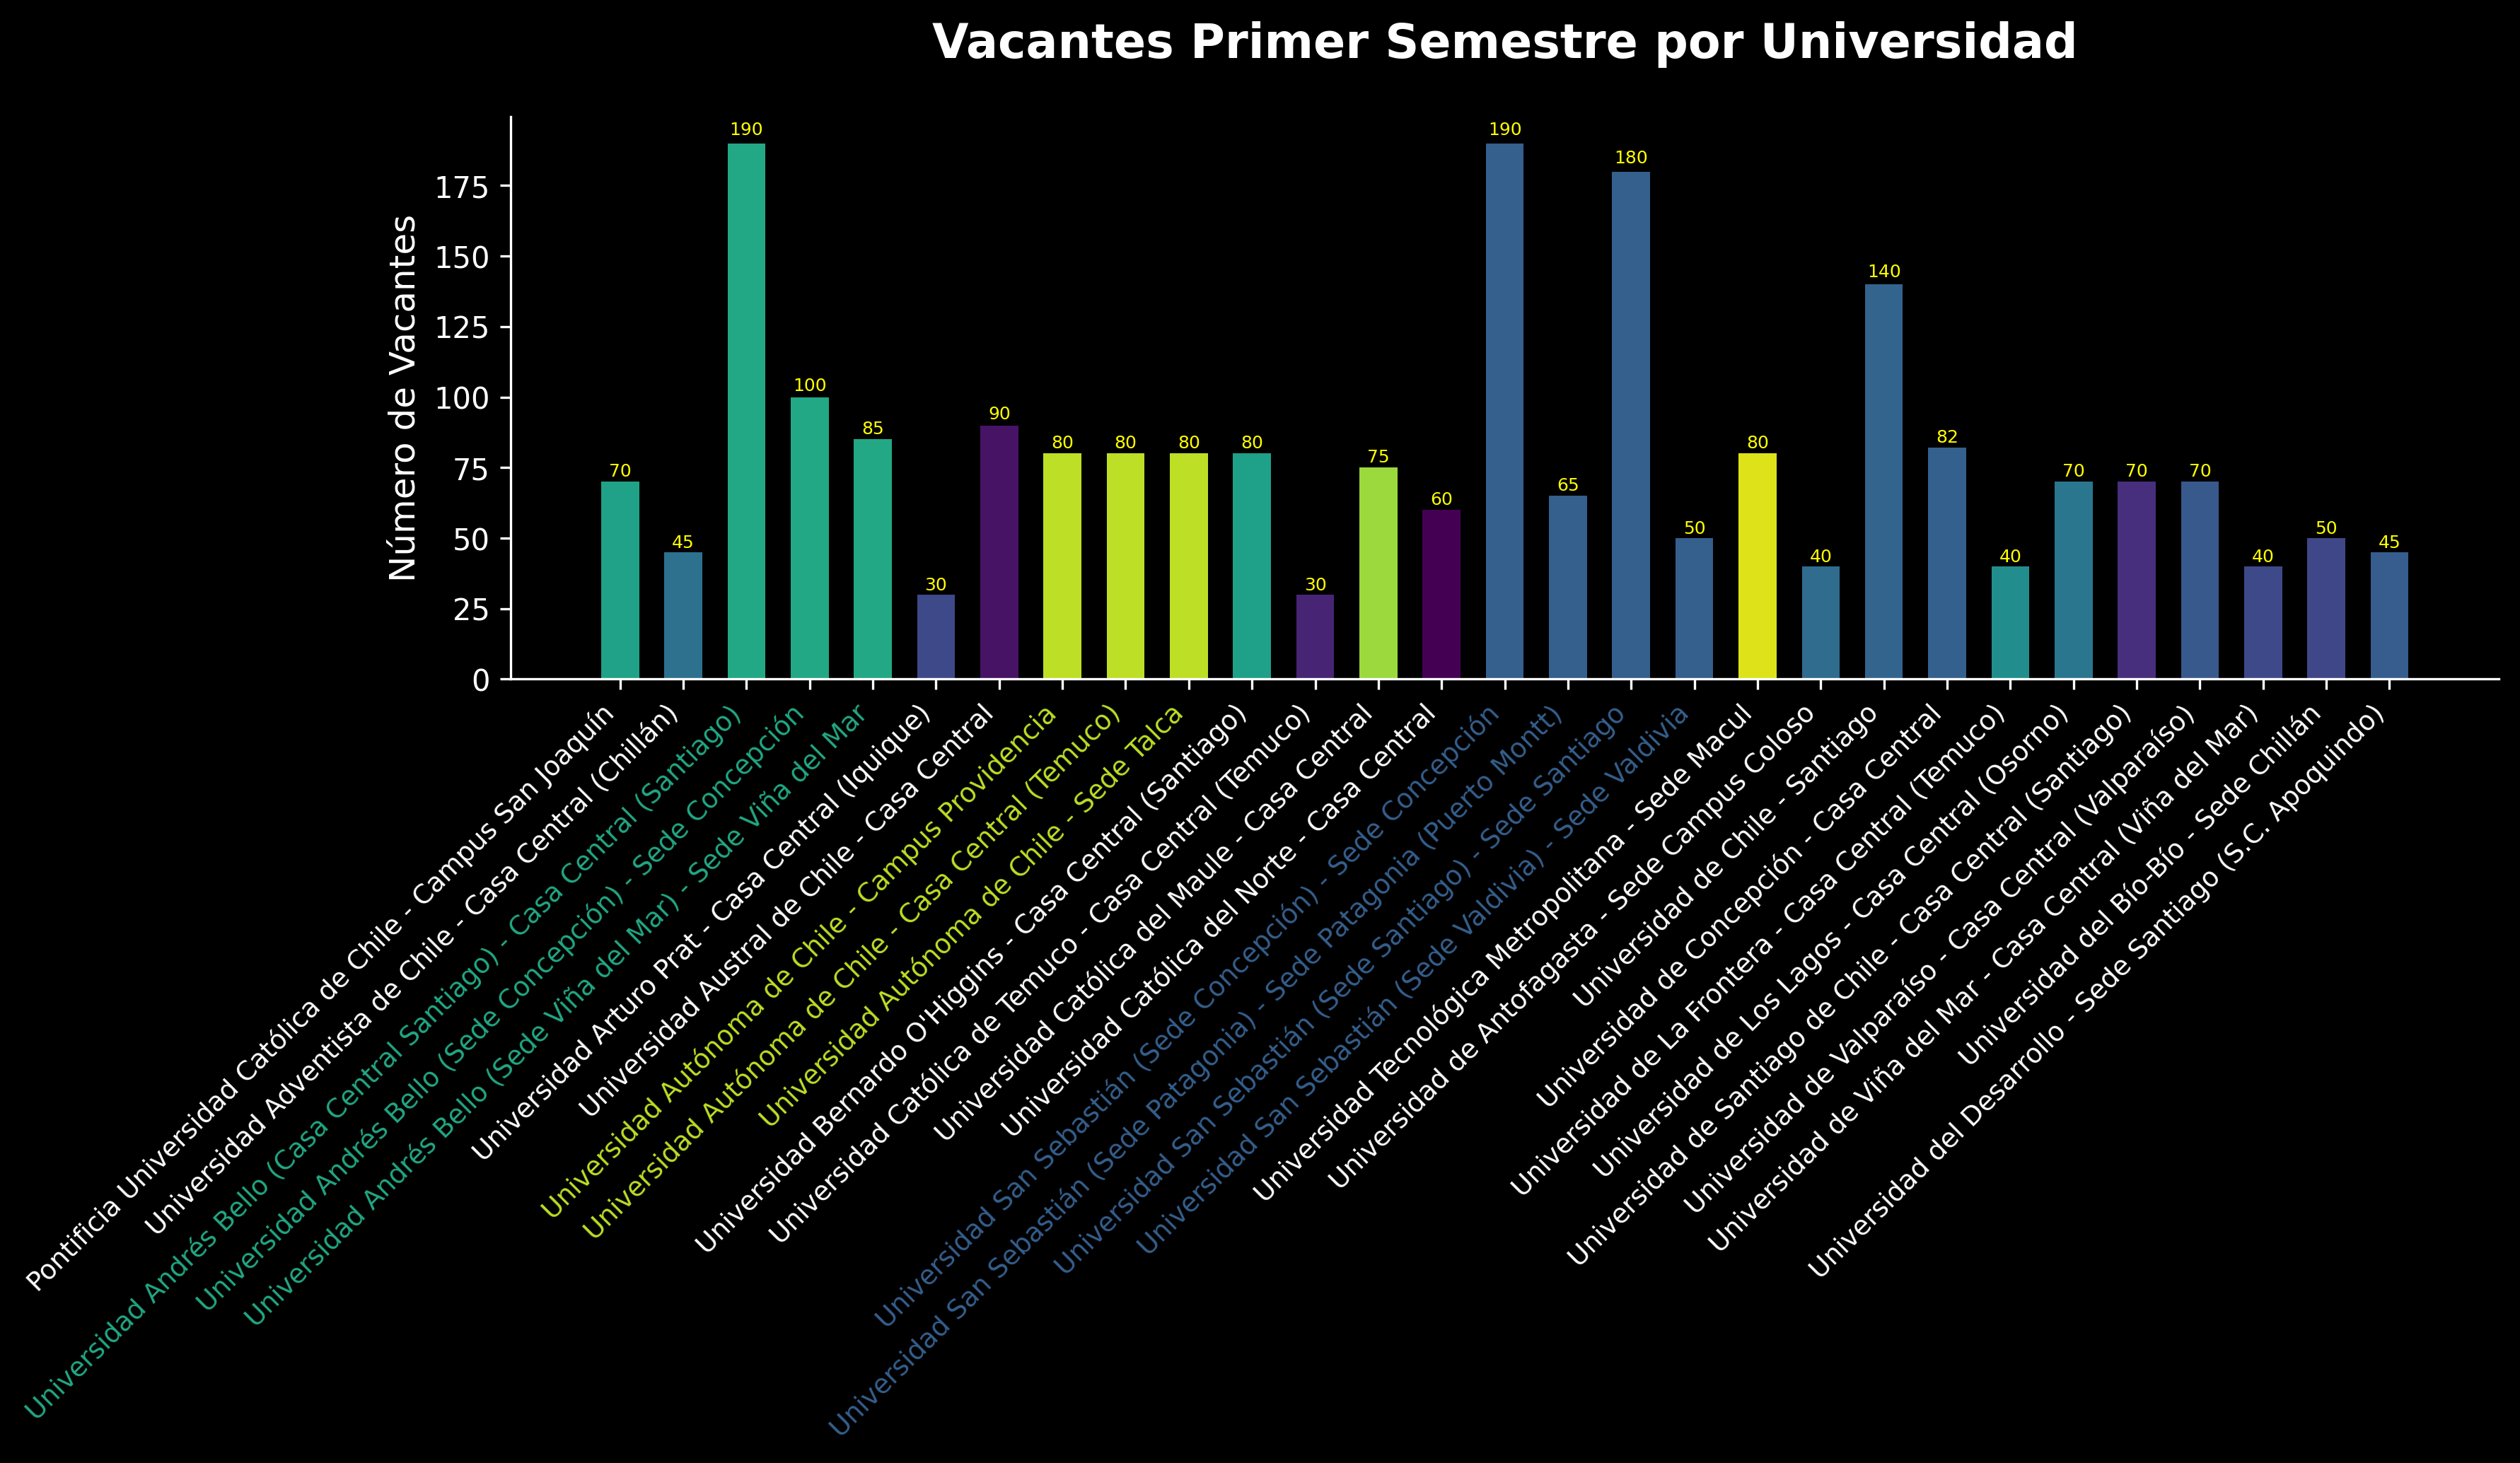 Vacantes Primer Semestre por Universidad
Número de Vacantes
175
150
125
100
75
50
25
0
70
45
190
100
85
30
90
80
80
80
80
30
75
60
190
65
180
50
80
40
140
82
40
70
70
70
40
50
45
Pontificia Universidad Católica de Chile - Campus San Joaquín
Universidad Adventista de Chile - Casa Central (Chillán)
Universidad Andrés Bello (Casa Central Santiago) - Casa Central (Santiago)
Universidad Andrés Bello (Sede Concepción) - Sede Concepción
Universidad Andrés Bello (Sede Viña del Mar) - Sede Viña del Mar
Universidad Arturo Prat - Casa Central (Iquique)
Universidad Austral de Chile - Casa Central
Universidad Autónoma de Chile - Campus Providencia
Universidad Autónoma de Chile - Casa Central (Temuco)
Universidad Autónoma de Chile - Sede Talca
Universidad Bernardo O'Higgins - Casa Central (Santiago)
Universidad Católica de Temuco - Casa Central (Temuco)
Universidad Católica del Maule - Casa Central
Universidad Católica del Norte - Casa Central
Universidad San Sebastián (Sede Concepción) - Sede Concepción
Universidad San Sebastián (Sede Patagonia) - Sede Patagonia (Puerto Montt)
Universidad San Sebastián (Sede Santiago) - Sede Santiago
Universidad San Sebastián (Sede Valdivia) - Sede Valdivia
Universidad Tecnológica Metropolitana - Sede Macul
Universidad de Antofagasta - Sede Campus Coloso
Universidad de Chile - Santiago
Universidad de Concepción - Casa Central
Universidad de La Frontera - Casa Central (Temuco)
Universidad de Los Lagos - Casa Central (Osorno)
Universidad de Santiago de Chile - Casa Central (Santiago)
Universidad de Valparaíso - Casa Central (Valparaíso)
Universidad de Viña del Mar - Casa Central (Viña del Mar)
Universidad del Bío-Bío - Sede Chillán
Universidad del Desarrollo - Sede Santiago (S.C. Apoquindo)